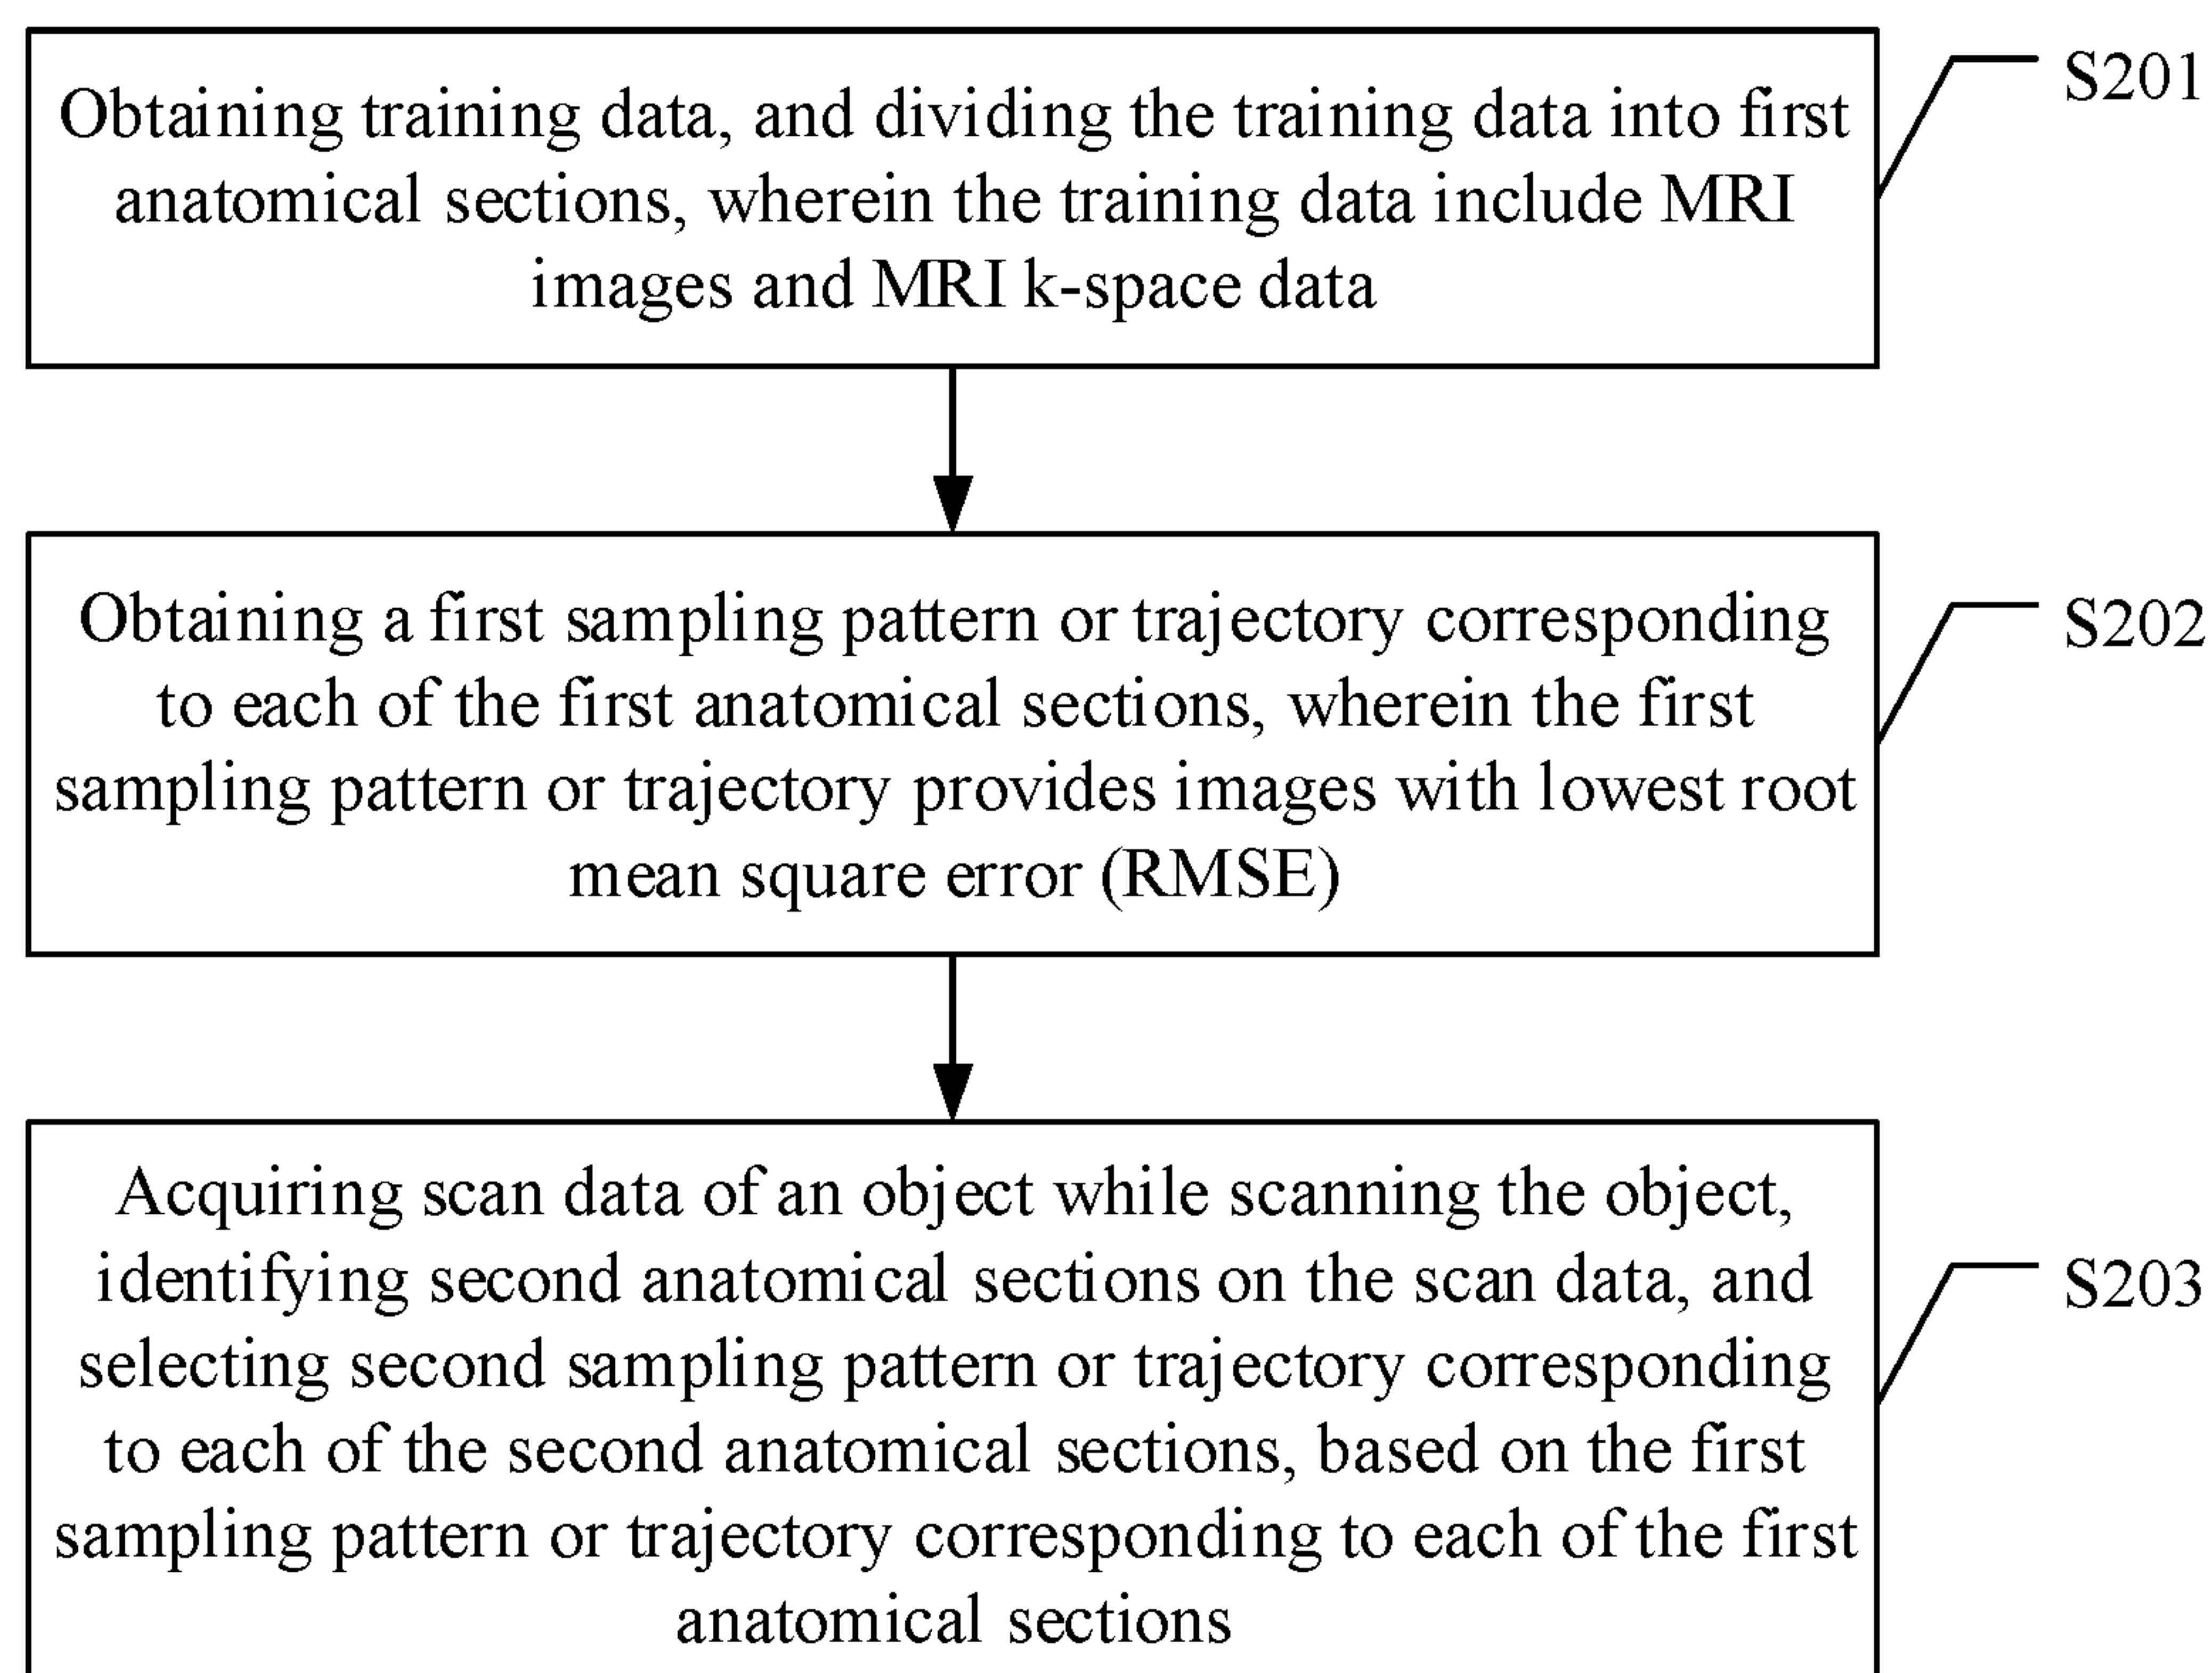 Obtaining training data, and dividing the training data into first
anatomical sections, wherein the training data include MRI
images and MRI k-space data
S201
Obtaining a first sampling pattern or trajectory corresponding
to each of the first anatomical sections, wherein the first
sampling pattern or trajectory provides images with lowest root
mean square error (RMSE)
S202
Acquiring scan data of an object while scanning the object,
identifying second anatomical sections on the scan data, and
selecting second sampling pattern or trajectory corresponding
to each of the second anatomical sections, based on the first
sampling pattern or trajectory corresponding to each of the first
anatomical sections
S203